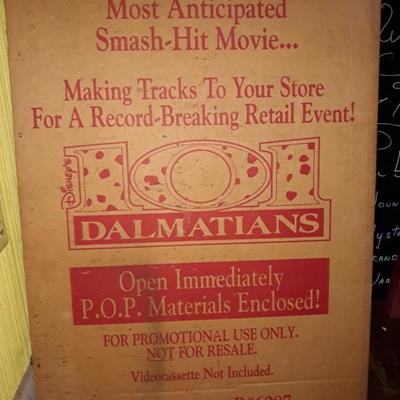 Most Anticipated
Smash-Hit Movie...
Making Tracks To Your Store
For A Record-Breaking Retail Event!
DISNEY'S
101
DALMATIANS
Open Immediately
P.O.P. Materials Enclosed!
FOR PROMOTIONAL USE ONLY.
NOT FOR RESALE.
Videocassette Not Included.